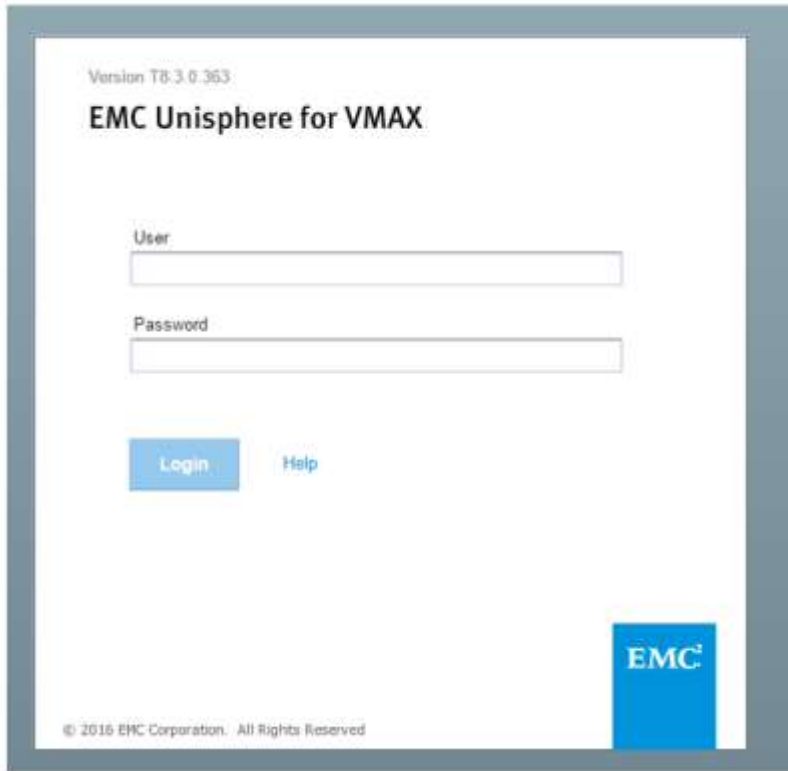 Version T8.3.0.363
EMC Unisphere for VMAX
User
Password
Login
Help
EMC²
© 2016 EMC Corporation. All Rights Reserved